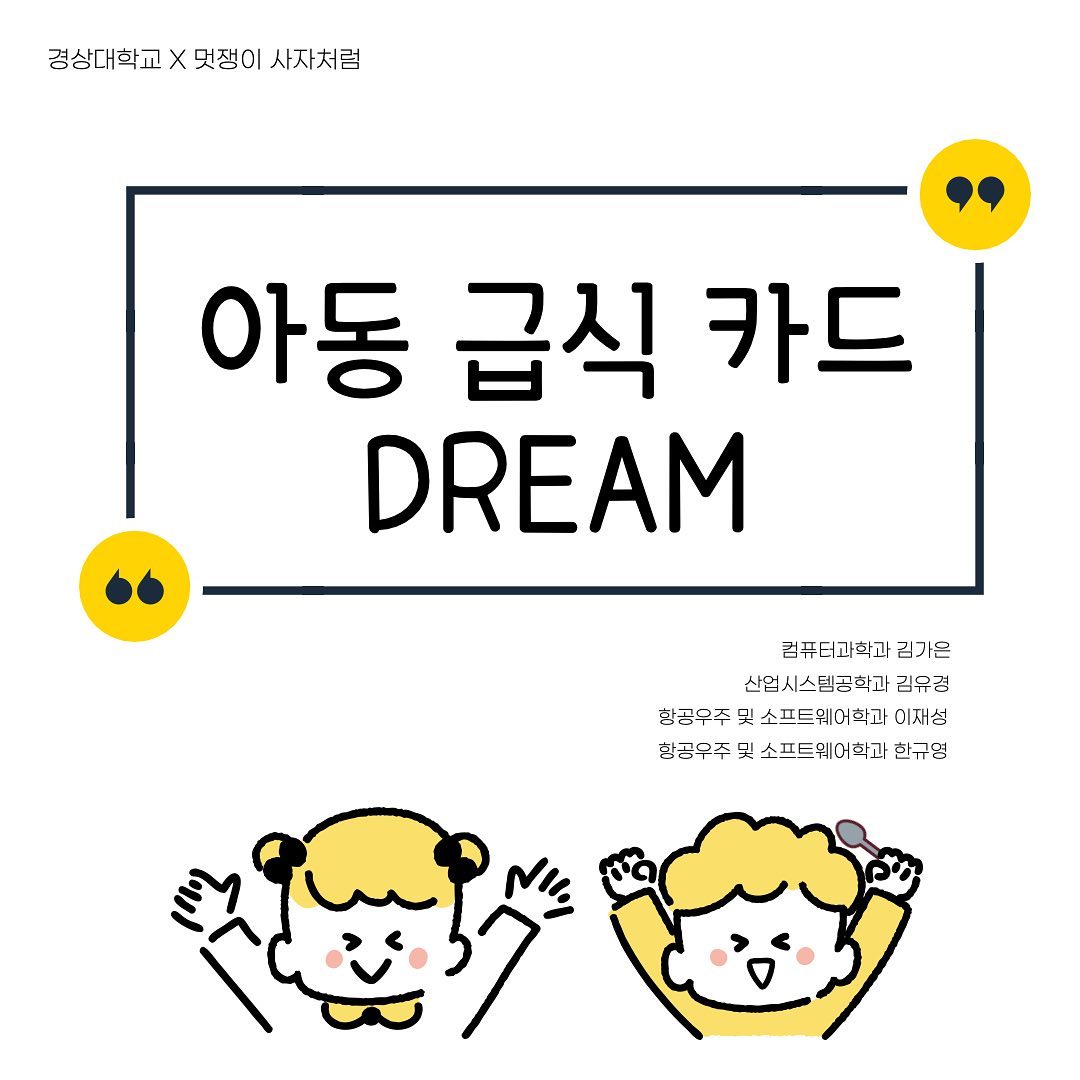 경상대학교 X 멋쟁이 사자처럼
아동 급식 카드
DREAM
컴퓨터과학과 김가은
산업시스템공학과 김유경
항공우주 및 소프트웨어학과 이재성
항공우주 및 소프트웨어학과 한규영